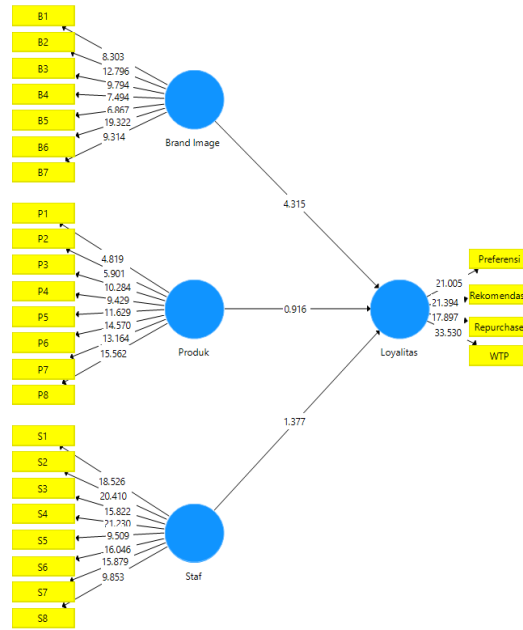 B1
B2
B3
B4
B5
B6
B7
8.303
12.796
9.794
7.494
6.867
19.322
9.314
Brand Image
4.315
P1
P2
P3
P4
P5
P6
P7
P8
4.819
5.901
10.284
9.429
11.629
14.570
13.164
15.562
Produk
0.916
Preferensi
Rekomendas
Repurchase
WTP
21.005
21.394
17.897
33.530
Loyalitas
1.377
S1
S2
S3
S4
S5
S6
S7
S8
18.526
20.410
15.822
21.230
9.509
16.046
15.879
9.853
Staf